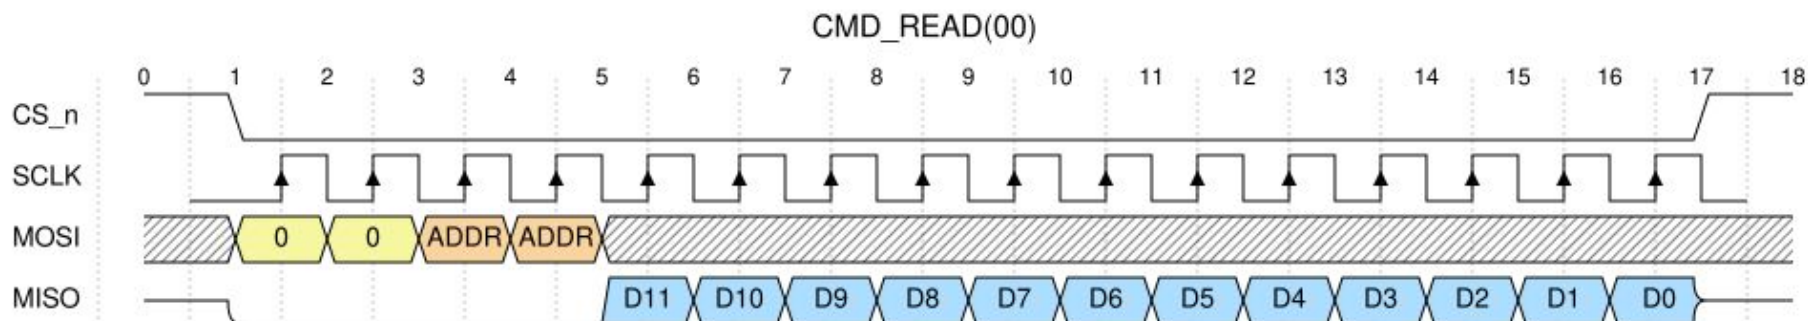 CMD_READ(00)
0 1 2 3 4 5 6 7 8 9 10 11 12 13 14 15 16 17 18
CS_n
SCLK
MOSI 0 0 ADDR ADDR
MISO D11 D10 D9 D8 D7 D6 D5 D4 D3 D2 D1 D0